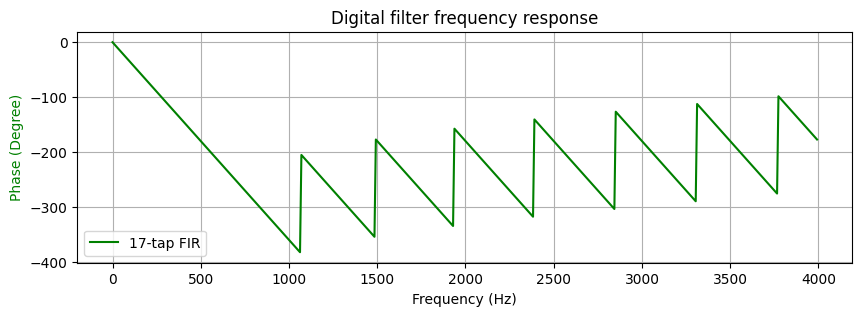 Digital filter frequency response
Phase (Degree)
0
−100
−200
−300
−400
17-tap FIR
0 500 1000 1500 2000 2500 3000 3500 4000
Frequency (Hz)